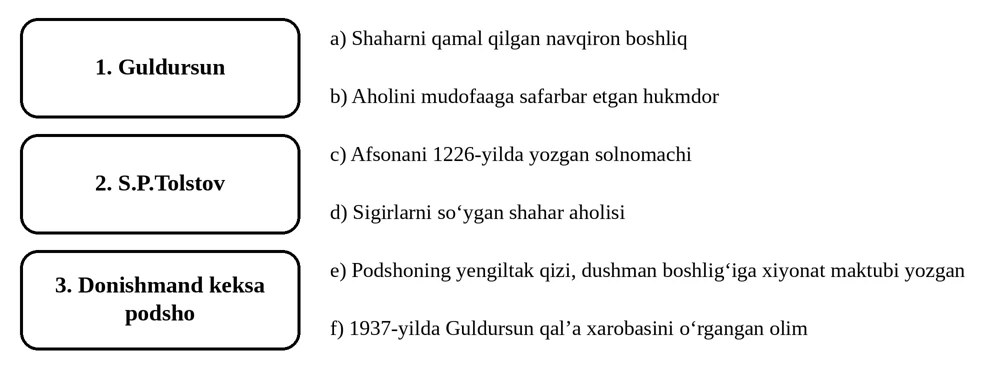 1. Guldursun
2. S.P.Tolstov
3. Donishmand keksa
podsho
a) Shaharni qamal qilgan navqiron boshliq
b) Aholini mudofaaga safarbar etgan hukmdor
c) Afsonani 1226-yilda yozgan solnomachi
d) Sigirlarni so‘ygan shahar aholisi
e) Podshoning yengiltak qizi, dushman boshlig‘iga xiyonat maktubi yozgan
f) 1937-yilda Guldursun qal’a xarobasini o‘rgangan olim